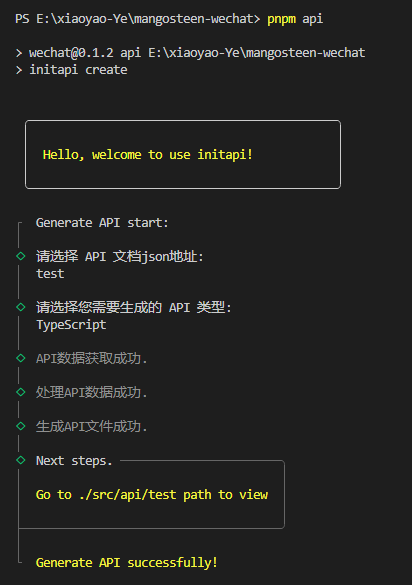 PS E:\xiaoyao-Ye\mangosteen-wechat> pnpm api
> wechat@0.1.2 api E:\xiaoyao-Ye\mangosteen-wechat
> initapi create
Hello, welcome to use initapi!
Generate API start:
请选择 API 文档json地址:
test
请选择您需要生成的 API 类型:
TypeScript
API数据获取成功.
处理API数据成功.
生成API文件成功.
Next steps.
Go to ./src/api/test path to view
Generate API successfully!